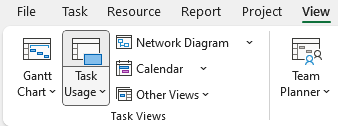 File Task Resource Report Project View
Gantt Chart
Task Usage
Network Diagram
Calendar
Other Views
Team Planner
Task Views